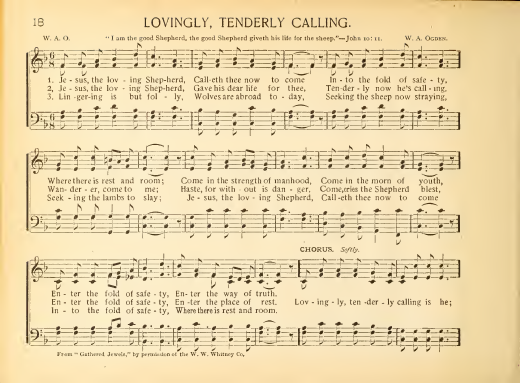 18
LOVINGLY, TENDERLY CALLING.
W. A. O. "I am the good Shepherd, the good Shepherd giveth his life for the sheep."—John 10: 11. W. A. OGDEN.
1. Je - sus, the lov - ing Shep-herd, Call-eth thee now to come In - to the fold of safe - ty,
2. Je - sus, the lov - ing Shep-herd, Gave his dear life for thee, Ten-der - ly now he's call - ing,
3. Lin - ger-ing is but fol - ly, Wolves are abroad to - day, Seeking the sheep now straying,
Where there is rest and room; Come in the strength of manhood, Come in the morn of youth,
Wan - der - er, come to me; Haste, for with - out is dan - ger, Come, cries the Shepherd blest,
Seek - ing the lambs to slay; Je - sus, the lov - ing Shepherd, Call-eth thee now to come
CHORUS. Softly.
En - ter the fold of safe - ty, En-ter the way of truth.
En - ter the fold of safe - ty, En-ter the place of rest. Lov - ing - ly, ten - der - ly calling is he;
In - to the fold of safe - ty, Where there is rest and room.
From "Gathered Jewels," by permission of the W. W. Whitney Co,